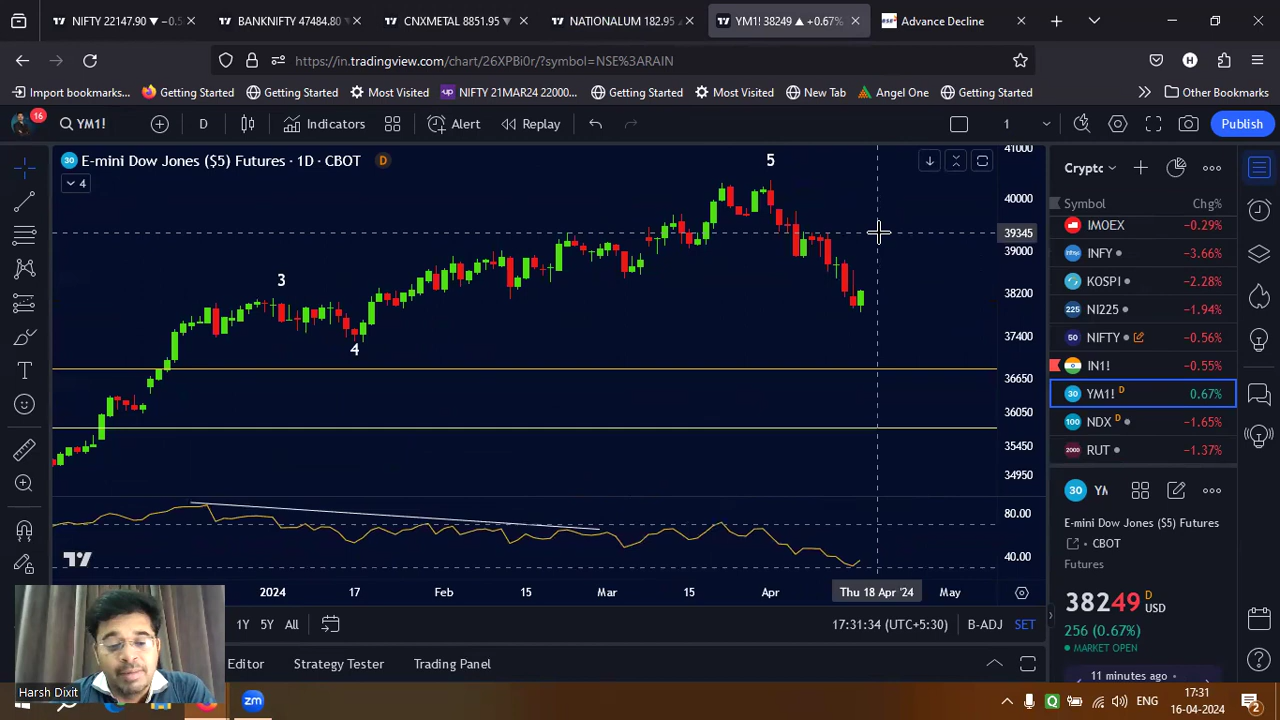 NIFTY 22147.90 ▼ −0.5
BANKNIFTY 47484.80 ▼
CNXMETAL 8851.95 ▼
NATIONALUM 182.95
YM1! 38249 ▲ +0.67%
Advance Decline
https://in.tradingview.com/chart/26XPBi0r/?symbol=NSE%3ARAIN
Import bookmarks...
Getting Started
Getting Started
Most Visited
NIFTY 21MAR24 22000...
Getting Started
Most Visited
New Tab
Angel One
Getting Started
Other Bookmarks
16
YM1!
D
Indicators
Alert
Replay
1
Publish
E-mini Dow Jones ($5) Futures · 1D · CBOT D
4
3
4
5
41000
40000
39345
39000
38200
37400
36650
36050
35450
34950
80.00
40.00
2024
17
Feb
15
Mar
15
Apr
Thu 18 Apr '24
May
Crypto
Symbol
Chg%
IMOEX −0.29%
INFY −3.66%
KOSPI −2.28%
NI225 −1.94%
NIFTY −0.56%
IN1! −0.55%
YM1! D 0.67%
NDX D −1.65%
RUT −1.37%
E-mini Dow Jones ($5) Futures
CBOT
Futures
38249 D
USD
256 (0.67%)
MARKET OPEN
11 minutes ago
1Y
5Y
All
17:31:34 (UTC+5:30)
B-ADJ
SET
Editor
Strategy Tester
Trading Panel
Harsh Dixit
zm
ENG
17:31
16-04-2024
2